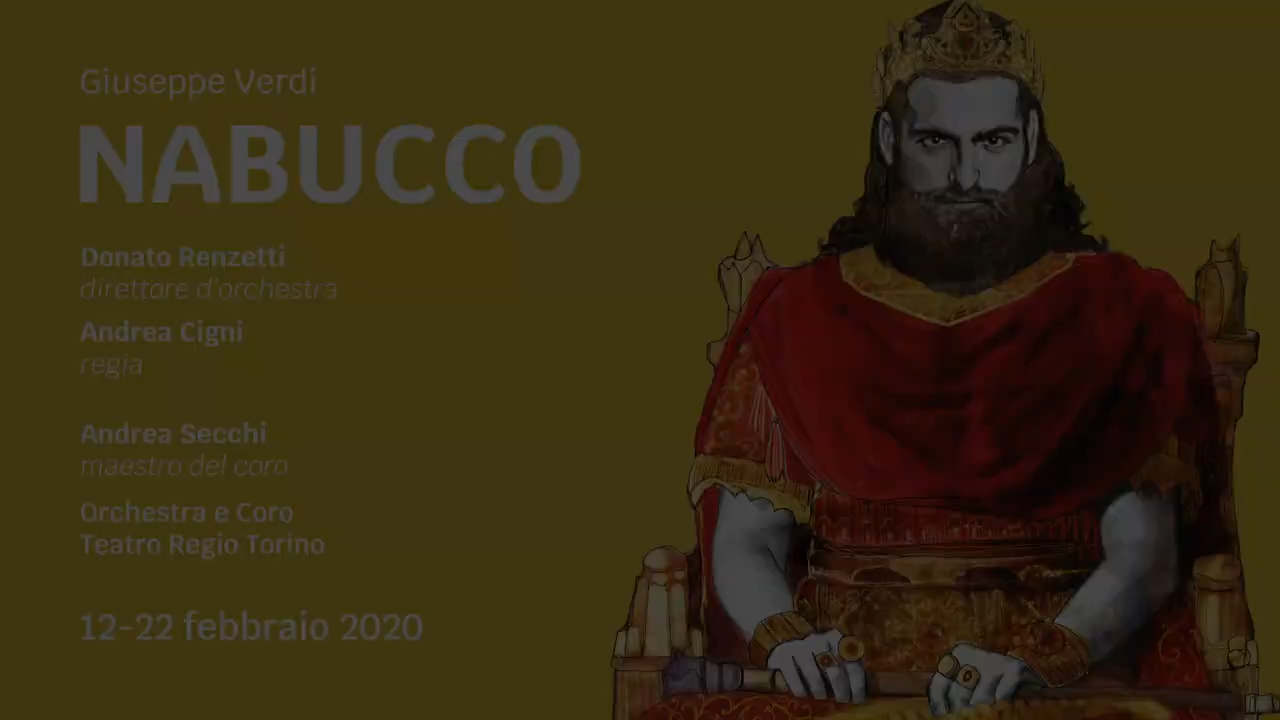 Giuseppe Verdi
NABUCCO
Donato Renzetti
direttore d'orchestra
Andrea Cigni
regia
Andrea Secchi
maestro del coro
Orchestra e Coro
Teatro Regio Torino
12-22 febbraio 2020